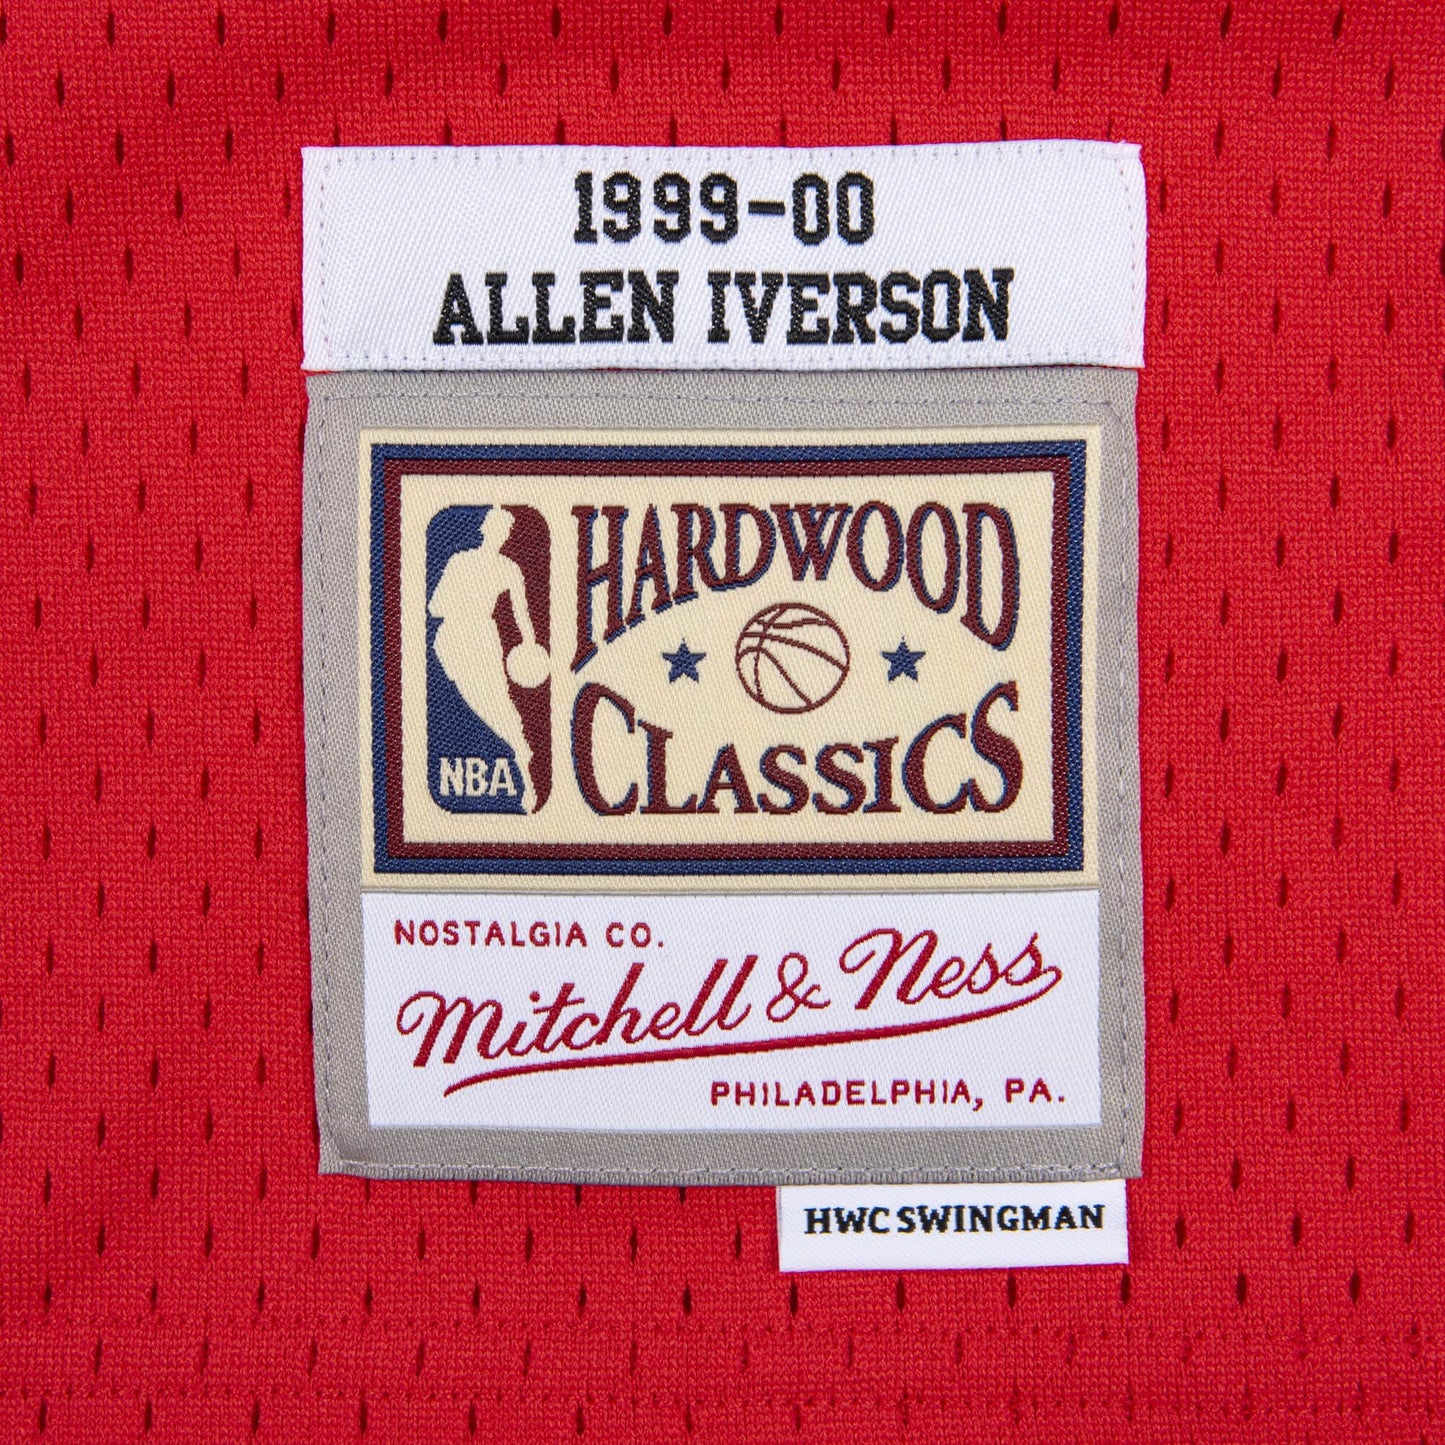 1999-00
ALLEN IVERSON
HARDWOOD
CLASSICS
NBA
NOSTALGIA CO.
Mitchell & Ness
PHILADELPHIA, PA.
HWC SWINGMAN